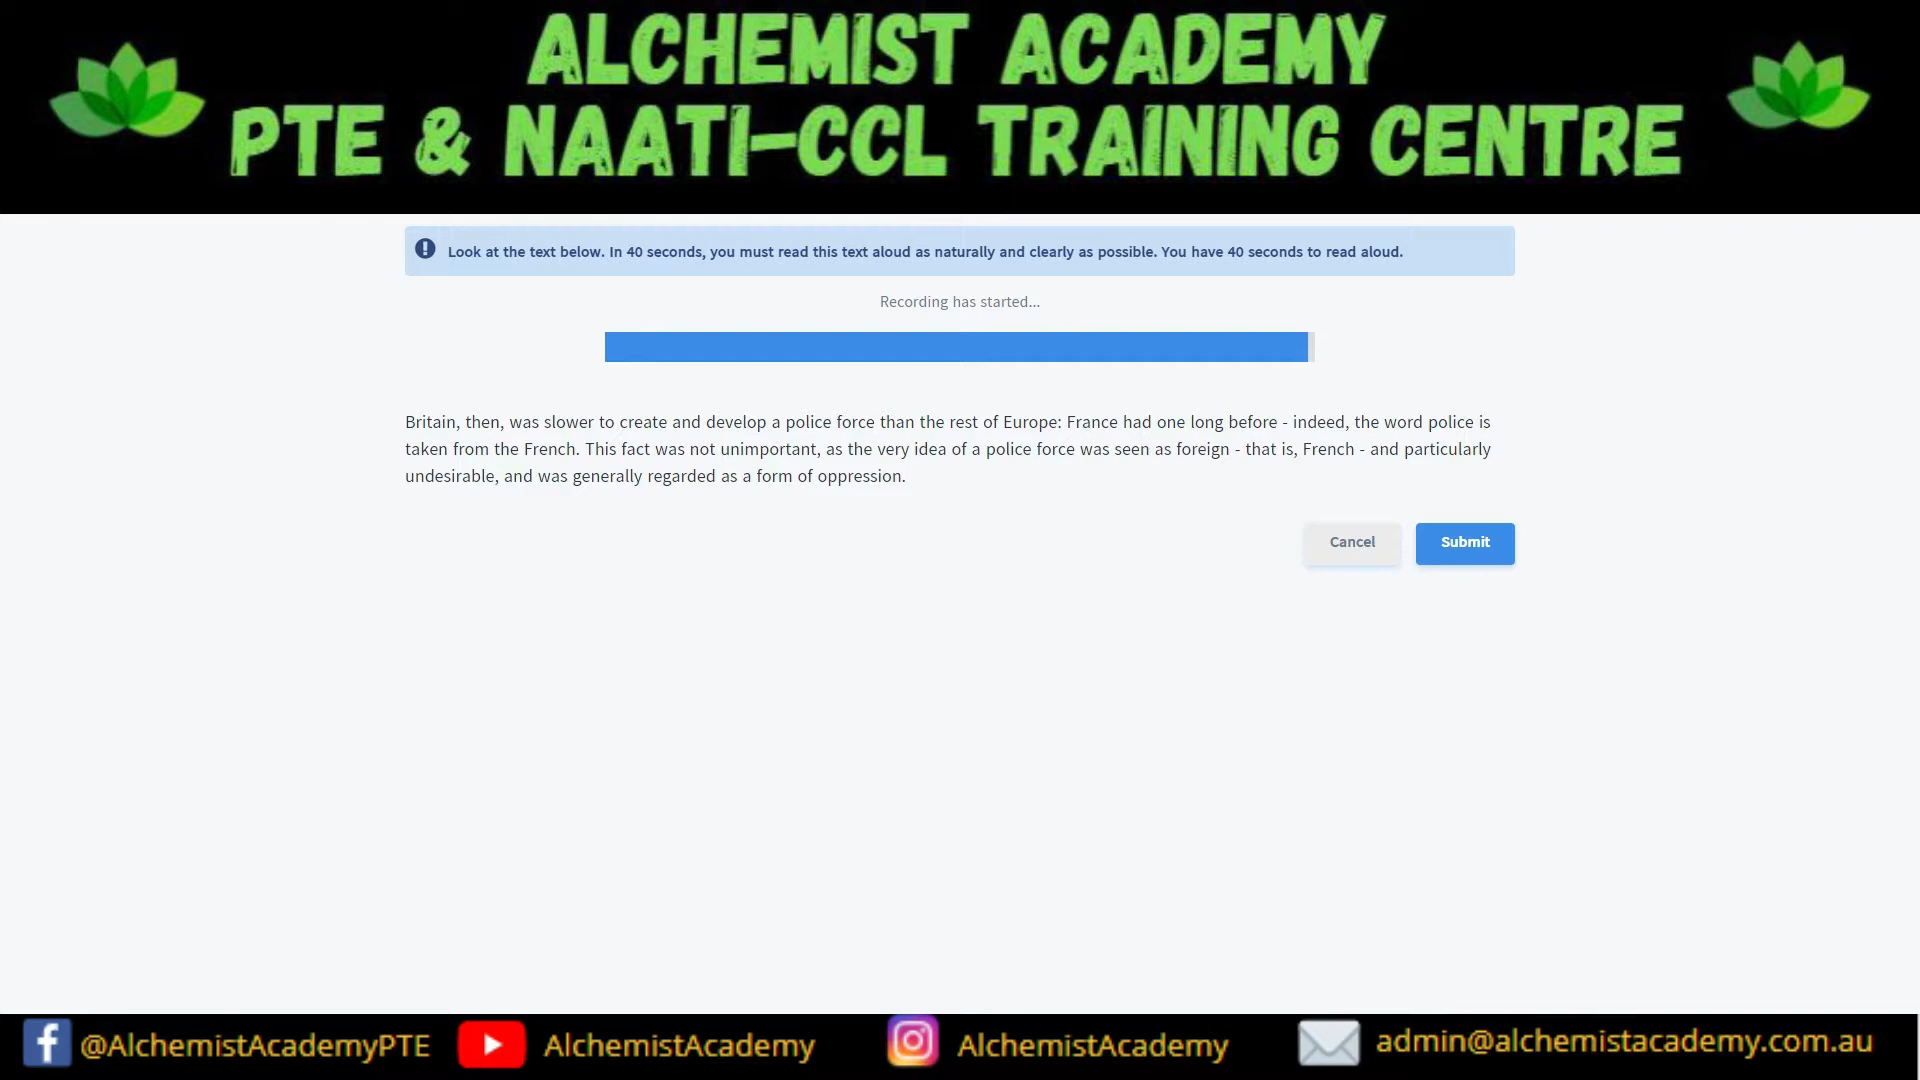 ALCHEMIST ACADEMY
PTE & NAATI-CCL TRAINING CENTRE
Look at the text below. In 40 seconds, you must read this text aloud as naturally and clearly as possible. You have 40 seconds to read aloud.
Recording has started...
Britain, then, was slower to create and develop a police force than the rest of Europe: France had one long before - indeed, the word police is
taken from the French. This fact was not unimportant, as the very idea of a police force was seen as foreign - that is, French - and particularly
undesirable, and was generally regarded as a form of oppression.
Cancel Submit
@AlchemistAcademyPTE AlchemistAcademy AlchemistAcademy admin@alchemistacademy.com.au